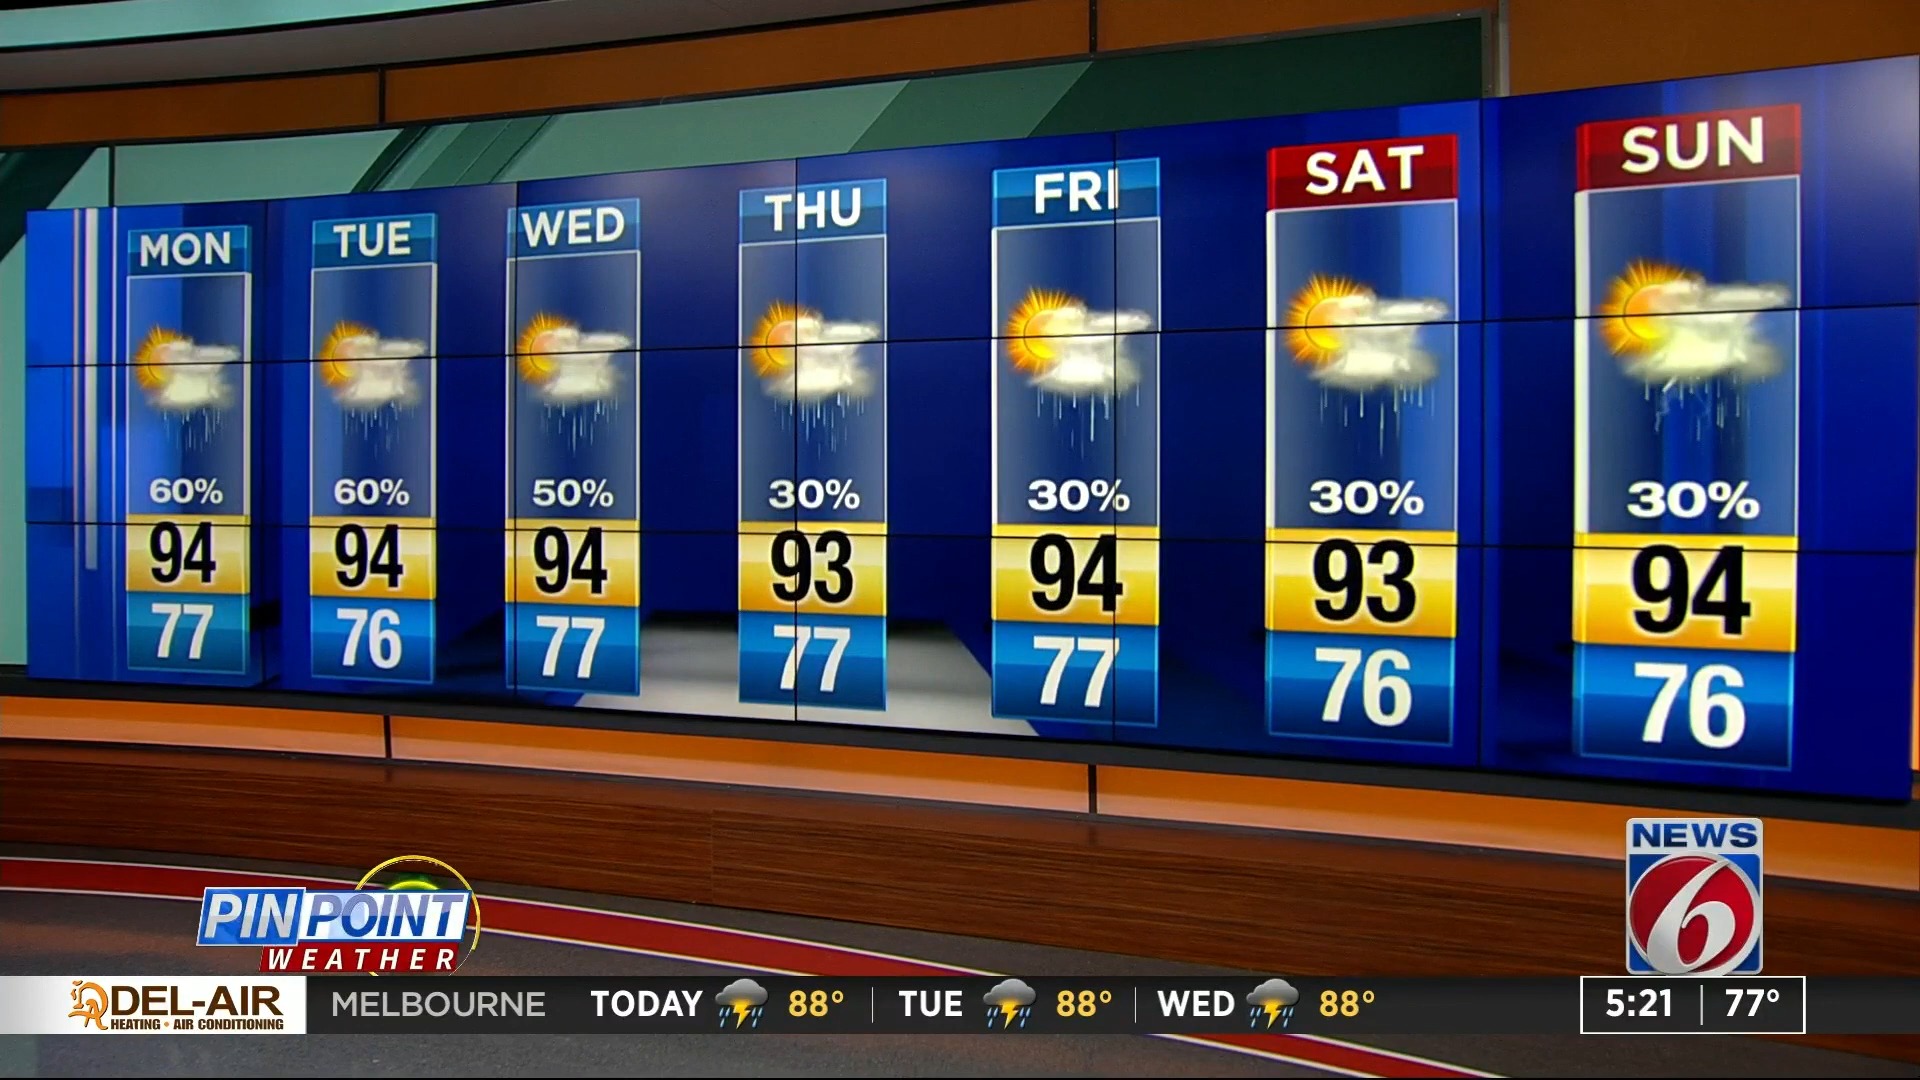 MON TUE WED THU FRI SAT SUN
60% 60% 50% 30% 30% 30% 30%
94 94 94 93 94 93 94
77 76 77 77 77 76 76
NEWS
6
PINPOINT
WEATHER
DEL-AIR
HEATING • AIR CONDITIONING
MELBOURNE TODAY 88° TUE 88° WED 88° 5:21 77°